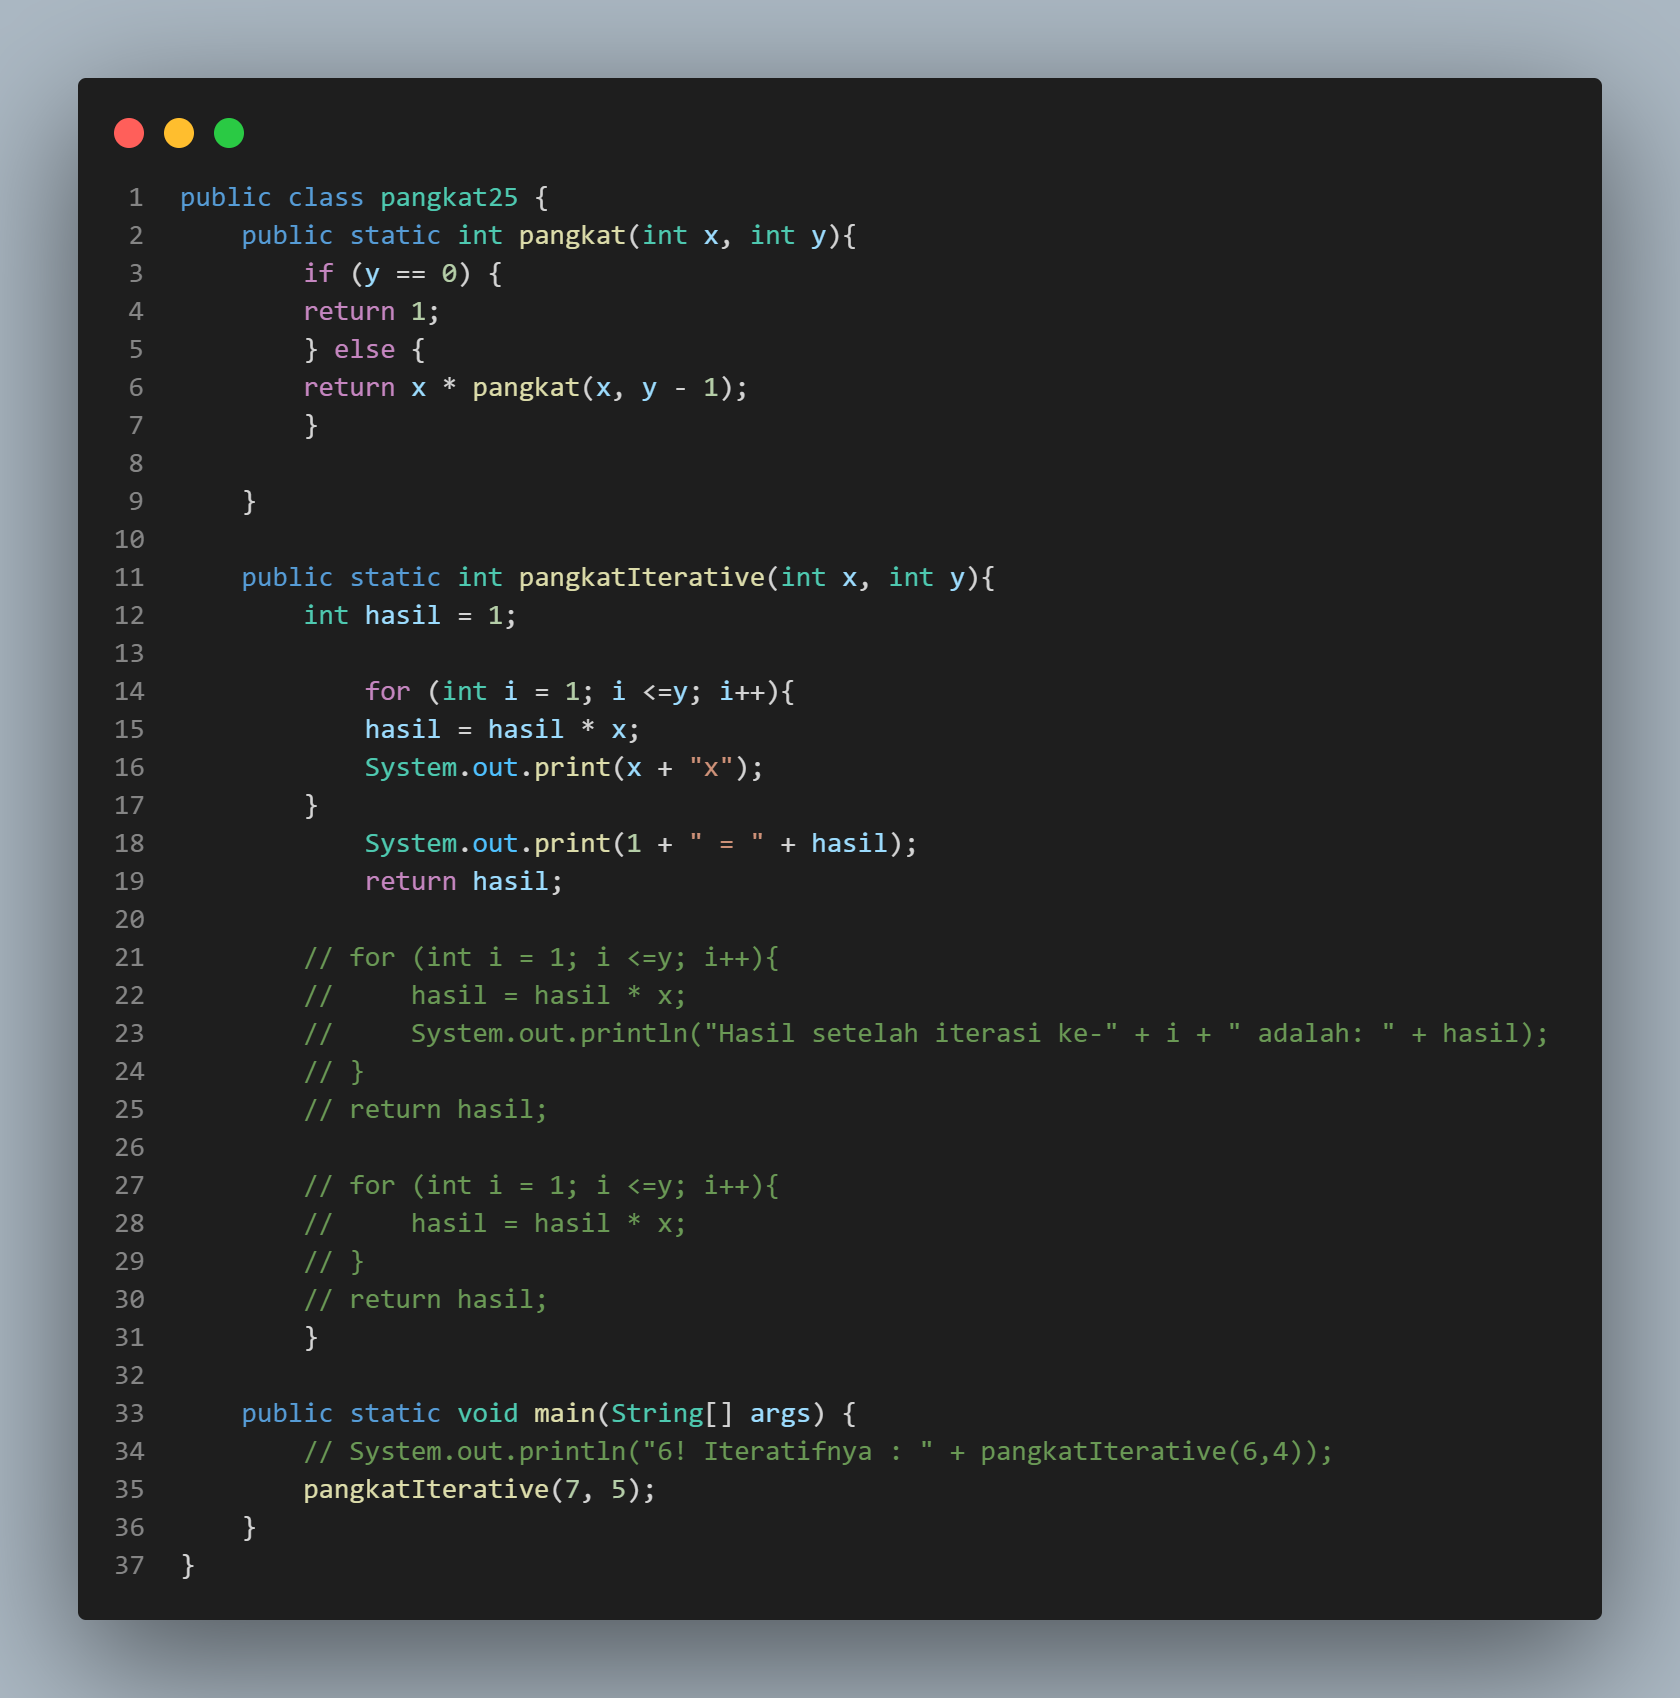 1 public class pangkat25 {
2     public static int pangkat(int x, int y){
3         if (y == 0) {
4         return 1;
5         } else {
6         return x * pangkat(x, y - 1);
7         }
8
9     }
10
11     public static int pangkatIterative(int x, int y){
12         int hasil = 1;
13
14             for (int i = 1; i <=y; i++){
15             hasil = hasil * x;
16             System.out.print(x + "x");
17         }
18             System.out.print(1 + " = " + hasil);
19             return hasil;
20
21         // for (int i = 1; i <=y; i++){
22         //     hasil = hasil * x;
23         //     System.out.println("Hasil setelah iterasi ke-" + i + " adalah: " + hasil);
24         // }
25         // return hasil;
26
27         // for (int i = 1; i <=y; i++){
28         //     hasil = hasil * x;
29         // }
30         // return hasil;
31         }
32
33     public static void main(String[] args) {
34         // System.out.println("6! Iteratifnya : " + pangkatIterative(6,4));
35         pangkatIterative(7, 5);
36     }
37 }